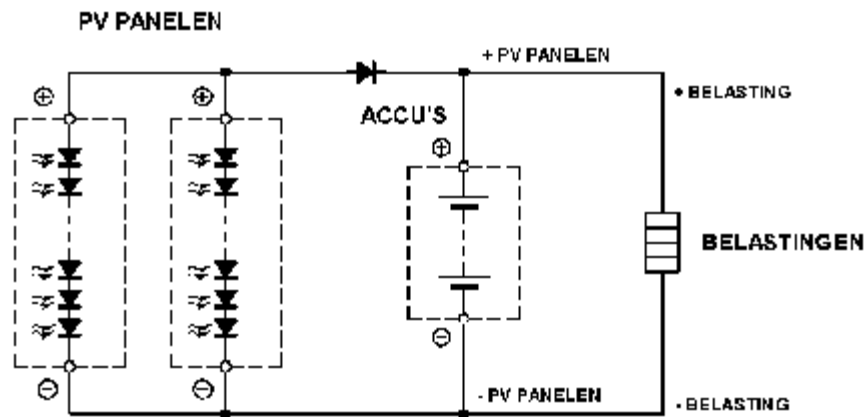 PV PANELEN
+ PV PANELEN
+ BELASTING
ACCU'S
BELASTINGEN
- PV PANELEN
- BELASTING